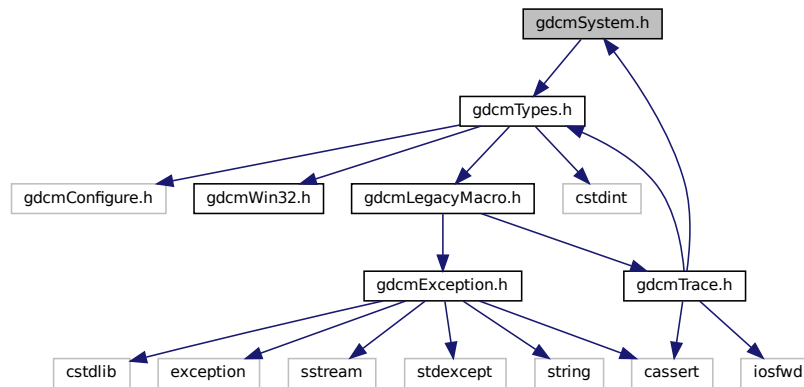 gdcmSystem.h
gdcmTypes.h
gdcmConfigure.h
gdcmWin32.h
gdcmLegacyMacro.h
cstdint
gdcmException.h
gdcmTrace.h
cstdlib
exception
sstream
stdexcept
string
cassert
iosfwd